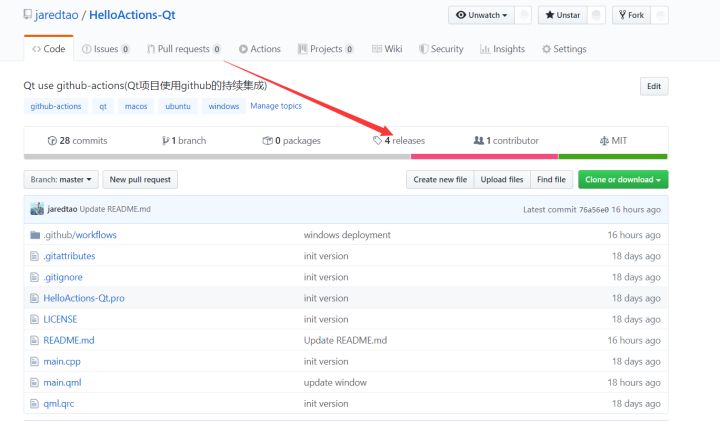 jaredtao / HelloActions-Qt
Unwatch
Unstar
Fork
Code
Issues 0
Pull requests 0
Actions
Projects 0
Wiki
Security
Insights
Settings
Qt use github-actions(Qt项目使用github的持续集成)
Edit
github-actions qt macos ubuntu windows Manage topics
28 commits
1 branch
0 packages
4 releases
1 contributor
MIT
Branch: master
New pull request
Create new file
Upload files
Find file
Clone or download
jaredtao Update README.md
Latest commit 76a56e0 16 hours ago
.github/workflows windows deployment 16 hours ago
.gitattributes init version 18 days ago
.gitignore init version 18 days ago
HelloActions-Qt.pro init version 18 days ago
LICENSE init version 18 days ago
README.md Update README.md 16 hours ago
main.cpp init version 18 days ago
main.qml update window 18 hours ago
qml.qrc init version 18 days ago